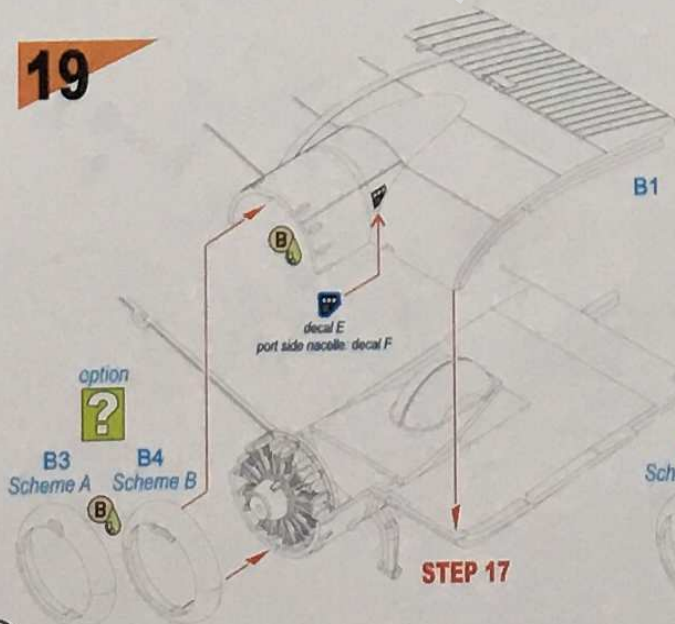 19
B1
B
decal E
port side nacelle: decal F
option
?
B3
Scheme A
B4
Scheme B
B
STEP 17
Sch